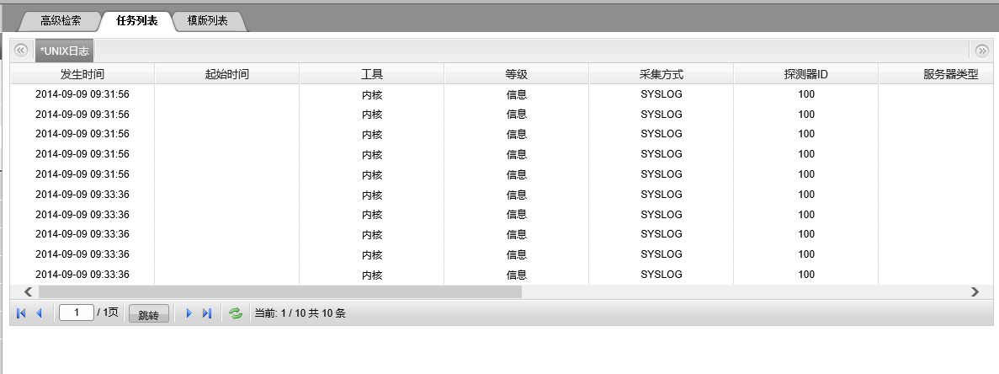 高级检索 任务列表 模版列表
*UNIX日志
发生时间 起始时间 工具 等级 采集方式 探测器ID 服务器类型
2014-09-09 09:31:56 内核 信息 SYSLOG 100
2014-09-09 09:31:56 内核 信息 SYSLOG 100
2014-09-09 09:31:56 内核 信息 SYSLOG 100
2014-09-09 09:31:56 内核 信息 SYSLOG 100
2014-09-09 09:31:56 内核 信息 SYSLOG 100
2014-09-09 09:33:36 内核 信息 SYSLOG 100
2014-09-09 09:33:36 内核 信息 SYSLOG 100
2014-09-09 09:33:36 内核 信息 SYSLOG 100
2014-09-09 09:33:36 内核 信息 SYSLOG 100
2014-09-09 09:33:36 内核 信息 SYSLOG 100
1 / 1页 跳转 当前: 1 / 10 共 10 条